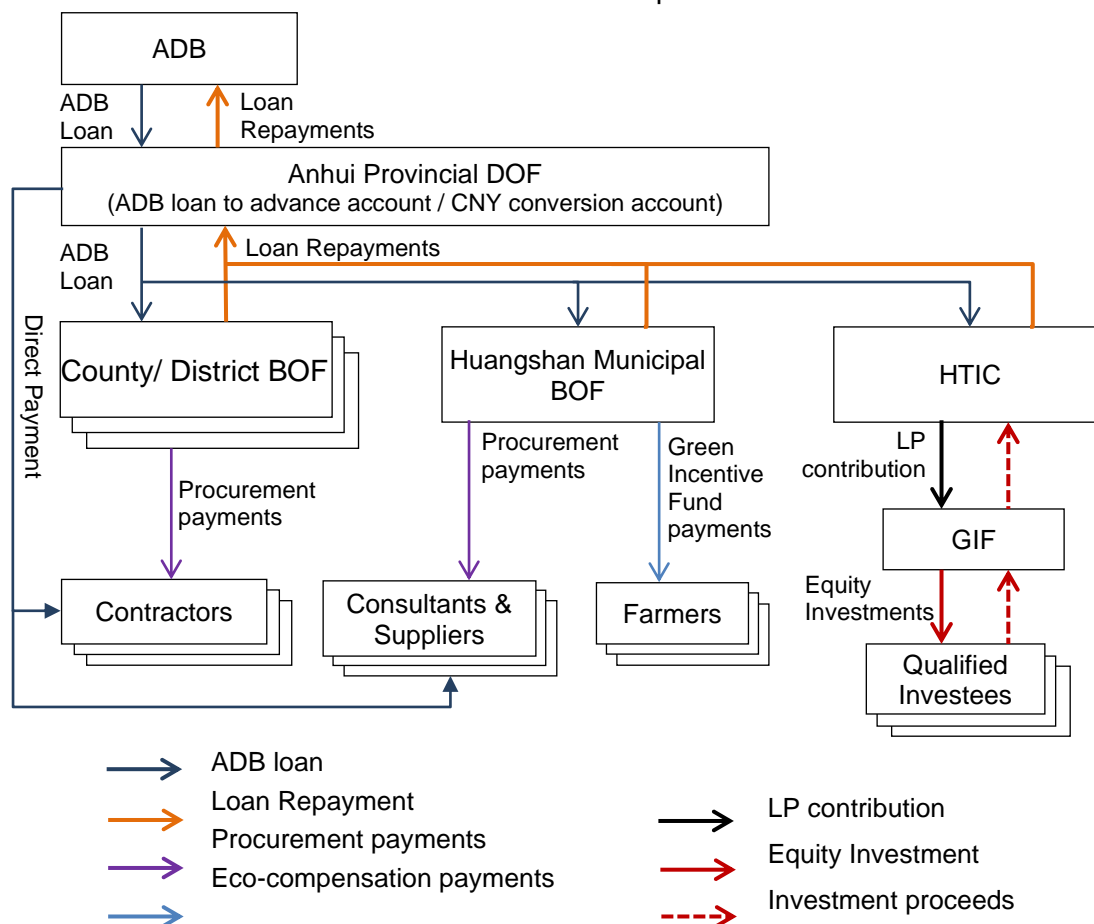 ADB
ADB
Loan
Loan
Repayments
Anhui Provincial DOF
(ADB loan to advance account / CNY conversion account)
ADB
Loan
Loan Repayments
Direct Payment
County/ District BOF
Huangshan Municipal
BOF
HTIC
Procurement
payments
Procurement
payments
Green
Incentive
Fund
payments
LP
contribution
GIF
Equity
Investments
Contractors
Consultants &
Suppliers
Farmers
Qualified
Investees
ADB loan
Loan Repayment
Procurement payments
Eco-compensation payments
LP contribution
Equity Investment
Investment proceeds